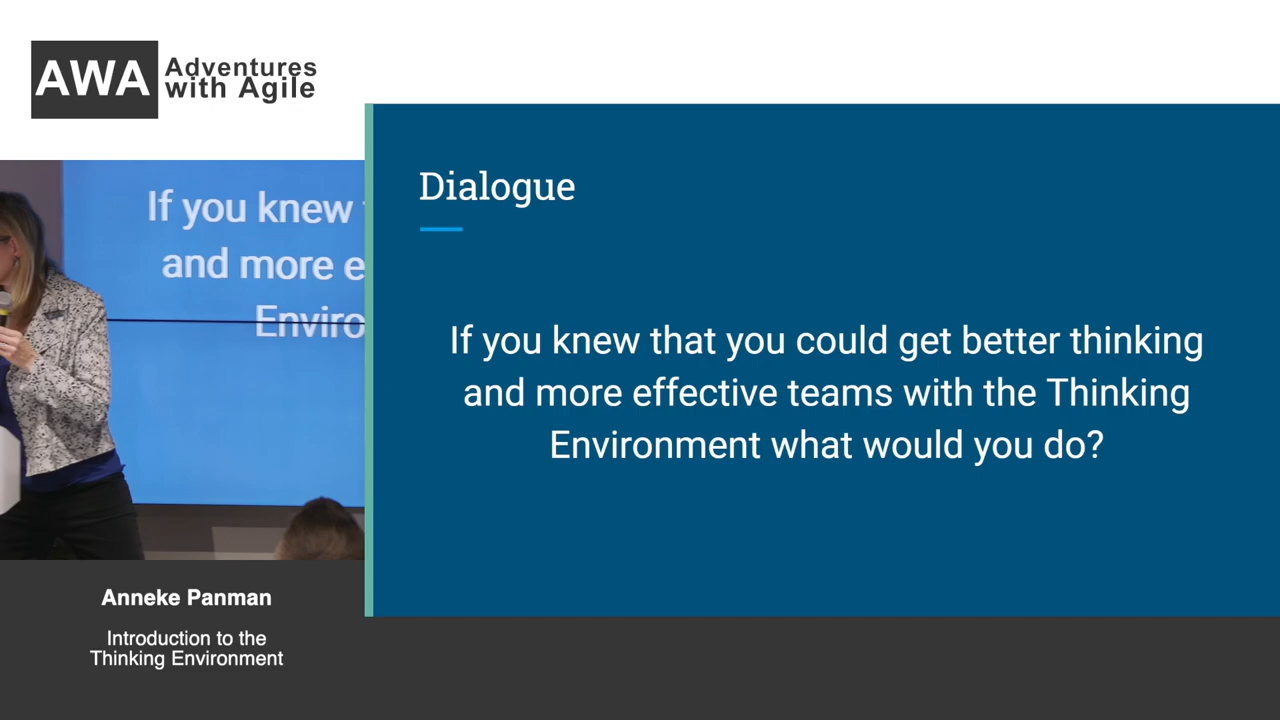 AWA Adventures
with Agile
If you knew
and more e
Enviro
Dialogue
If you knew that you could get better thinking
and more effective teams with the Thinking
Environment what would you do?
Anneke Panman
Introduction to the
Thinking Environment